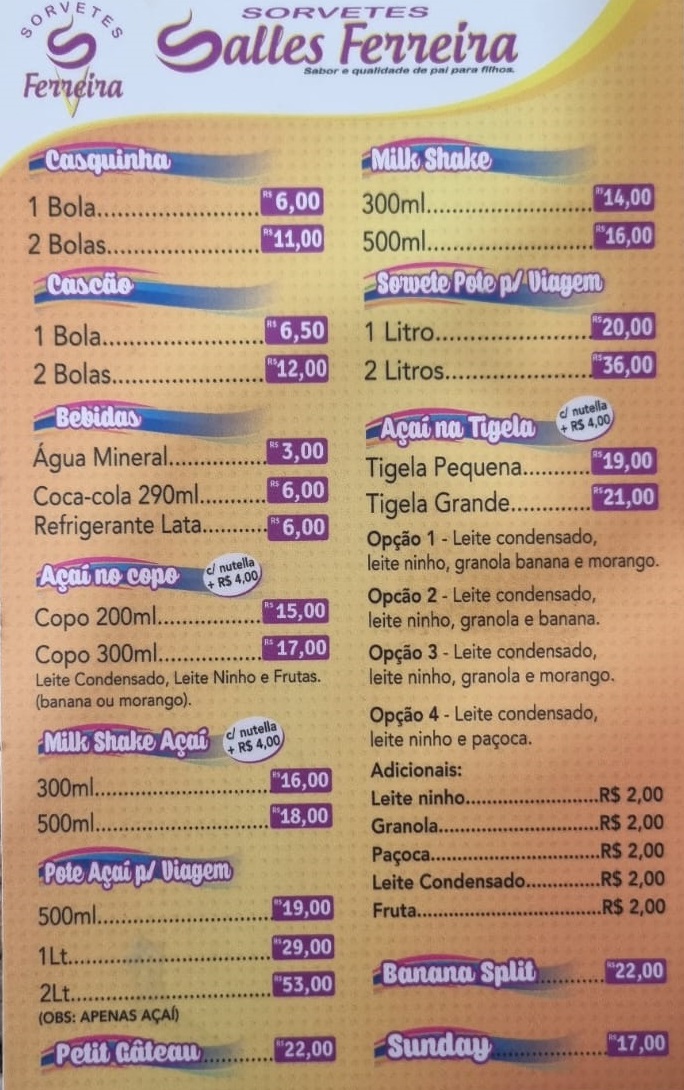 SORVETES
Ferreira
SORVETES
Salles Ferreira
Sabor e qualidade de pai para filhos.
Casquinha
1 Bola........................R$ 6,00
2 Bolas......................R$ 11,00
Cascão
1 Bola........................R$ 6,50
2 Bolas......................R$ 12,00
Bebidas
Água Mineral..............R$ 3,00
Coca-cola 290ml..........R$ 6,00
Refrigerante Lata..........R$ 6,00
Açaí no copo
c/ nutella
+ R$ 4,00
Copo 200ml................R$ 15,00
Copo 300ml................R$ 17,00
Leite Condensado, Leite Ninho e Frutas.
(banana ou morango).
Milk Shake Açaí
c/ nutella
+ R$ 4,00
300ml...........................R$ 16,00
500ml...........................R$ 18,00
Pote Açaí p/ Viagem
500ml...........................R$ 19,00
1Lt................................R$ 29,00
2Lt................................R$ 53,00
(OBS: APENAS AÇAÍ)
Petit Gâteau...........R$ 22,00
Milk Shake
300ml.........................R$ 14,00
500ml.........................R$ 16,00
Sorvete Pote p/ Viagem
1 Litro........................R$ 20,00
2 Litros......................R$ 36,00
Açaí na Tigela
c/ nutella
+ R$ 4,00
Tigela Pequena..........R$ 19,00
Tigela Grande............R$ 21,00
Opção 1 - Leite condensado,
leite ninho, granola banana e morango.
Opcão 2 - Leite condensado,
leite ninho, granola e banana.
Opção 3 - Leite condensado,
leite ninho, granola e morango.
Opção 4 - Leite condensado,
leite ninho e paçoca.
Adicionais:
Leite ninho..........................R$ 2,00
Granola...............................R$ 2,00
Paçoca.................................R$ 2,00
Leite Condensado..............R$ 2,00
Fruta....................................R$ 2,00
Banana Split...........R$ 22,00
Sunday...................R$ 17,00